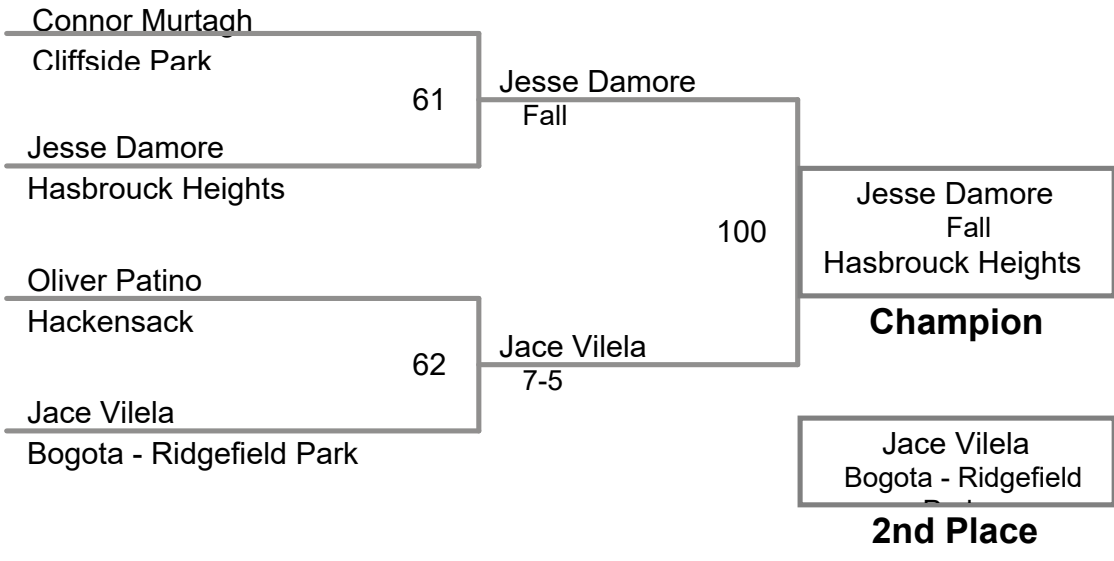 Connor Murtagh
Cliffside Park
61
Jesse Damore
Hasbrouck Heights
Jesse Damore
Fall
Oliver Patino
Hackensack
62
Jace Vilela
Bogota - Ridgefield Park
Jace Vilela
7-5
100
Jesse Damore
Fall
Hasbrouck Heights
Champion
Jace Vilela
Bogota - Ridgefield
2nd Place